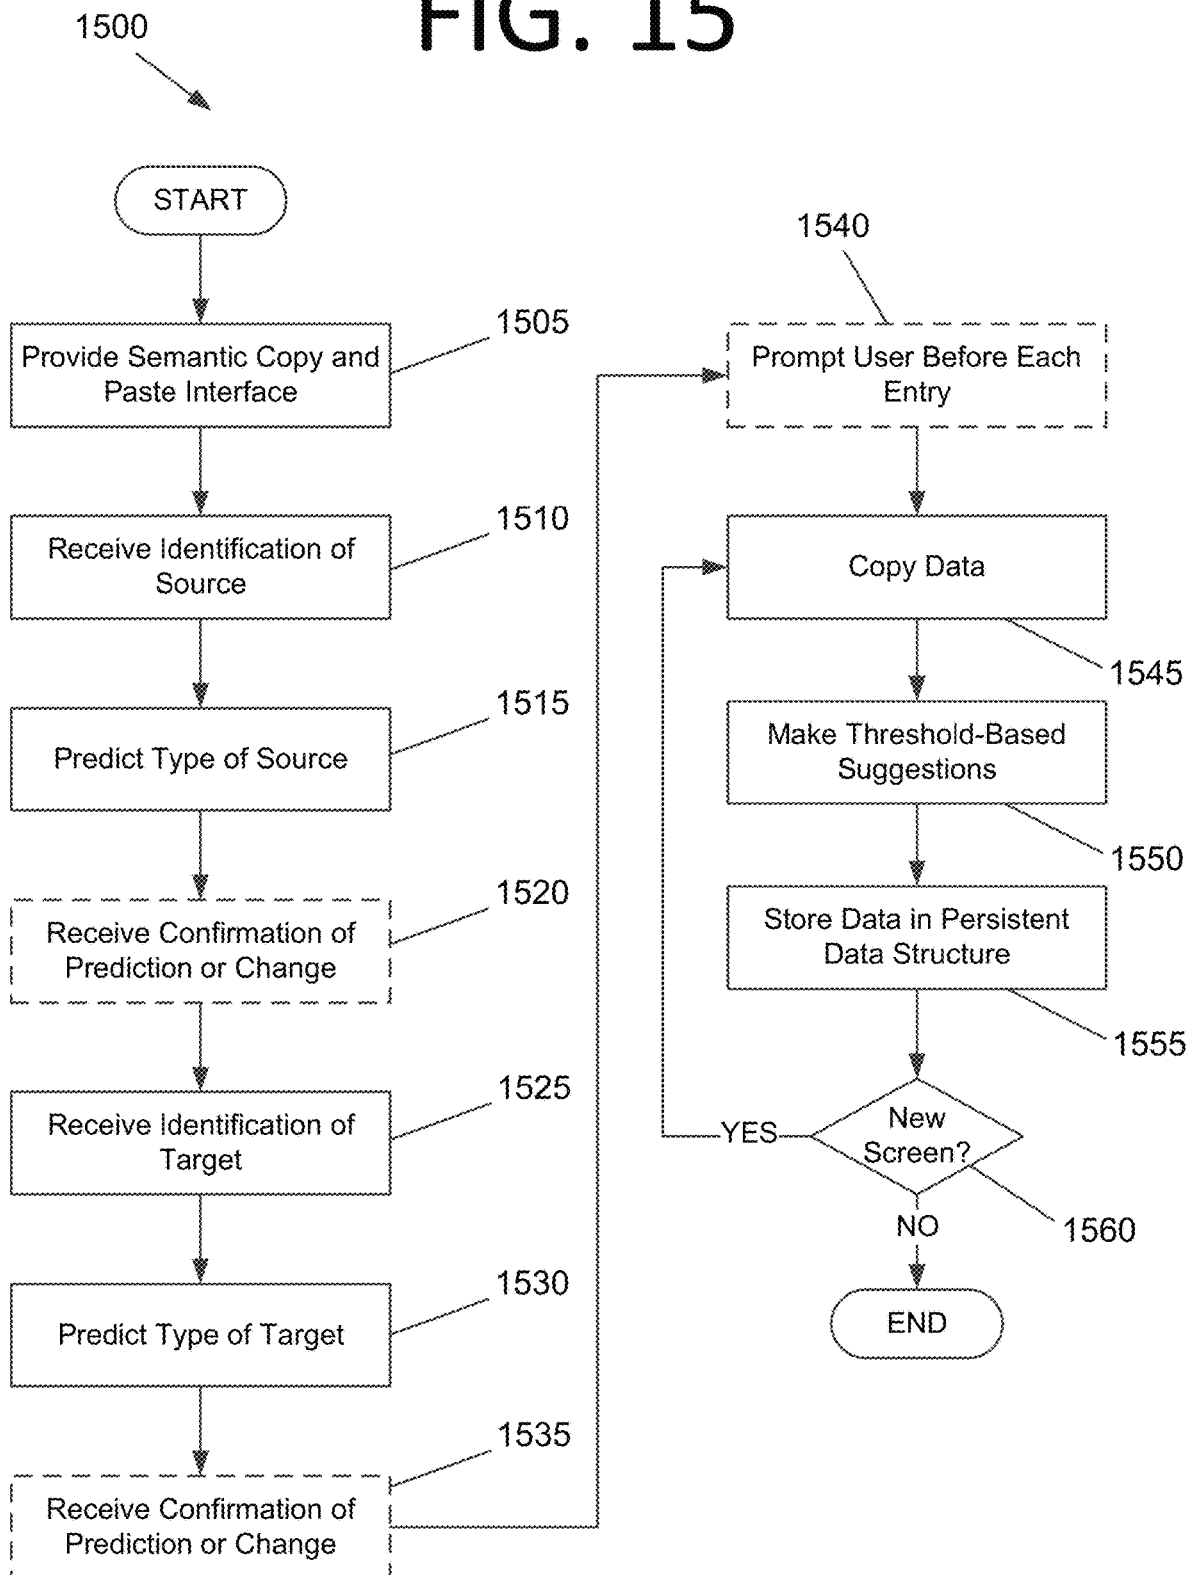 FIG. 15
1500
START
1505
Provide Semantic Copy and
Paste Interface
1510
Receive Identification of
Source
1515
Predict Type of Source
1520
Receive Confirmation of
Prediction or Change
1525
Receive Identification of
Target
1530
Predict Type of Target
1535
Receive Confirmation of
Prediction or Change
1540
Prompt User Before Each
Entry
Copy Data
1545
Make Threshold-Based
Suggestions
1550
Store Data in Persistent
Data Structure
1555
New
Screen?
YES
1560
NO
END